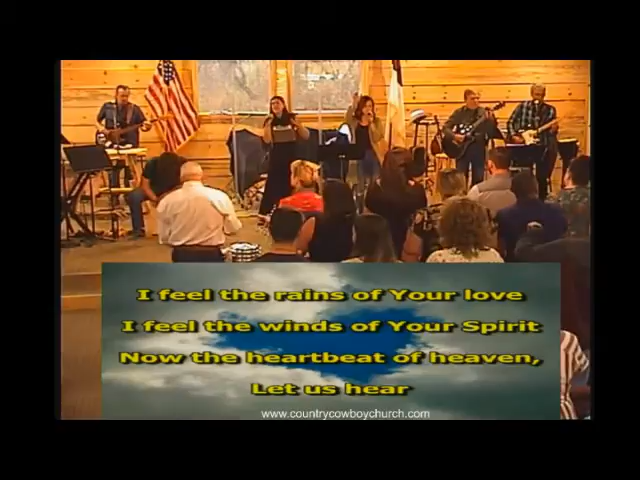 I feel the rains of Your love
I feel the winds of Your Spirit
Now the heartbeat of heaven,
Let us hear
www.countrycowboychurch.com